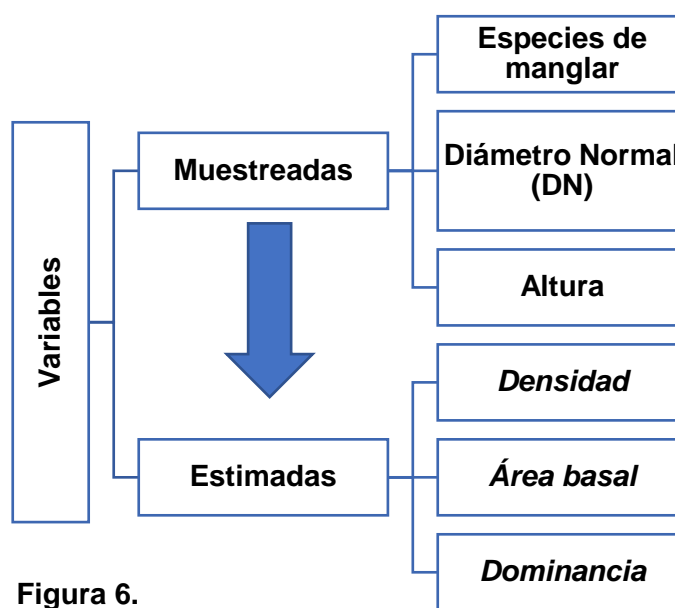 Variables
Muestreadas
Especies de
manglar
Diámetro Normal
(DN)
Altura
Estimadas
Densidad
Área basal
Dominancia
Figura 6.